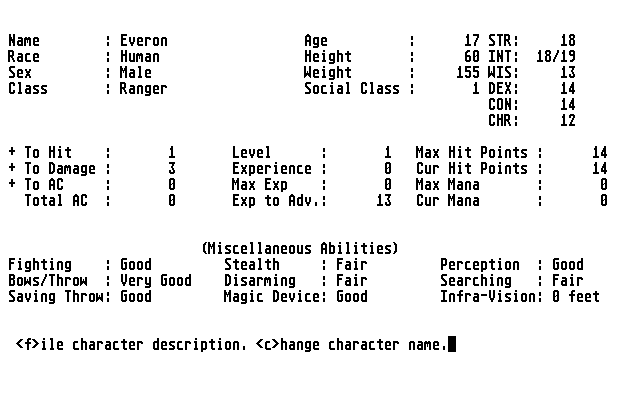 Name        : Everon                 Age          :      17 STR:     18
Race        : Human                  Height       :      60 INT:  18/19
Sex         : Male                   Weight       :     155 WIS:     13
Class       : Ranger                 Social Class :       1 DEX:     14
CON:     14
CHR:     12
+ To Hit    :       1       Level      :       1   Max Hit Points :      14
+ To Damage :       3       Experience :       0   Cur Hit Points :      14
+ To AC     :       0       Max Exp    :       0   Max Mana       :       0
Total AC  :       0       Exp to Adv.:      13   Cur Mana       :       0
(Miscellaneous Abilities)
Fighting    : Good         Stealth     : Fair         Perception  : Good
Bows/Throw  : Very Good    Disarming   : Fair         Searching   : Fair
Saving Throw: Good         Magic Device: Good         Infra-Vision: 0 feet
<f>ile character description. <c>hange character name.